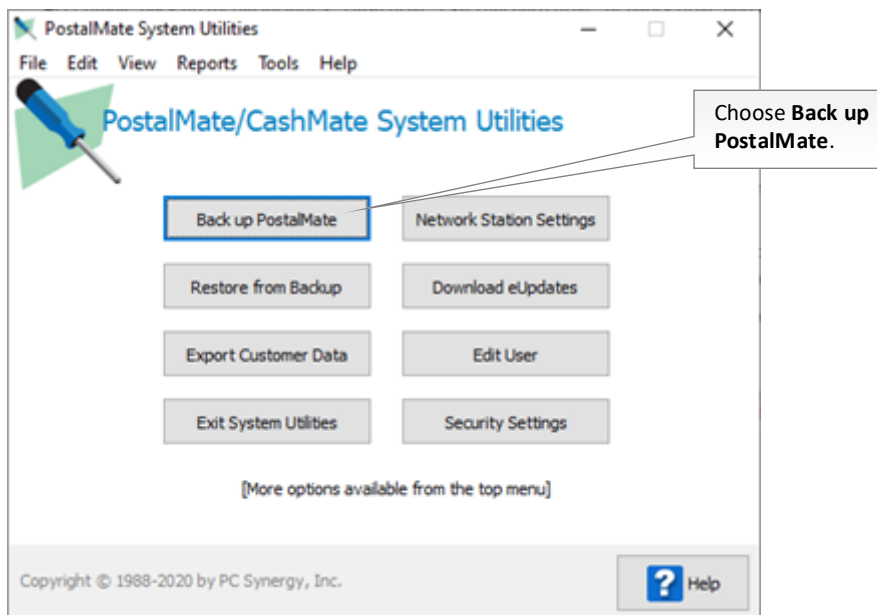 PostalMate System Utilities
File Edit View Reports Tools Help
PostalMate/CashMate System Utilities
Choose Back up
PostalMate.
Back up PostalMate
Network Station Settings
Restore from Backup
Download eUpdates
Export Customer Data
Edit User
Exit System Utilities
Security Settings
[More options available from the top menu]
Copyright © 1988-2020 by PC Synergy, Inc.
? Help